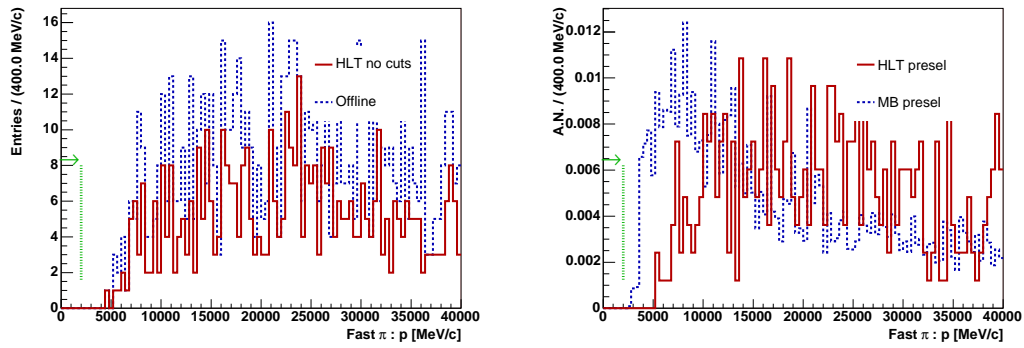 Entries / (400.0 MeV/c)
16
14
12
10
8
6
4
2
0
HLT no cuts
Offline
0 5000 10000 15000 20000 25000 30000 35000 40000
Fast π : p [MeV/c]
A.N. / (400.0 MeV/c)
0.012
0.01
0.008
0.006
0.004
0.002
0
HLT presel
MB presel
0 5000 10000 15000 20000 25000 30000 35000 40000
Fast π : p [MeV/c]